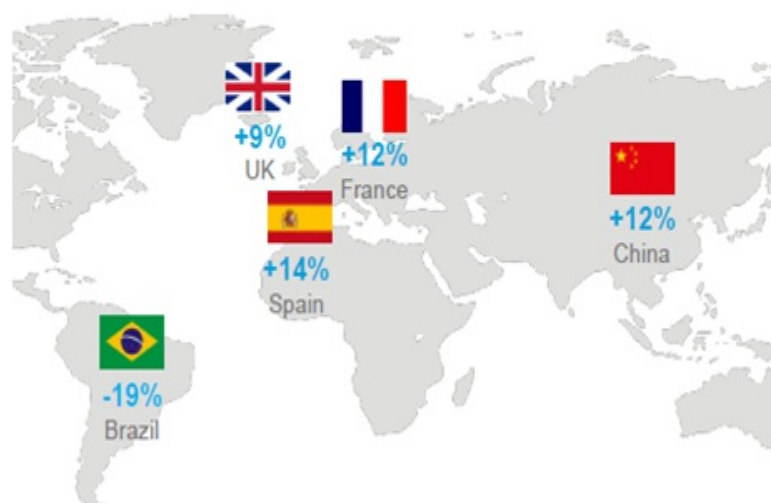 +9%
UK
+12%
France
+12%
China
+14%
Spain
-19%
Brazil